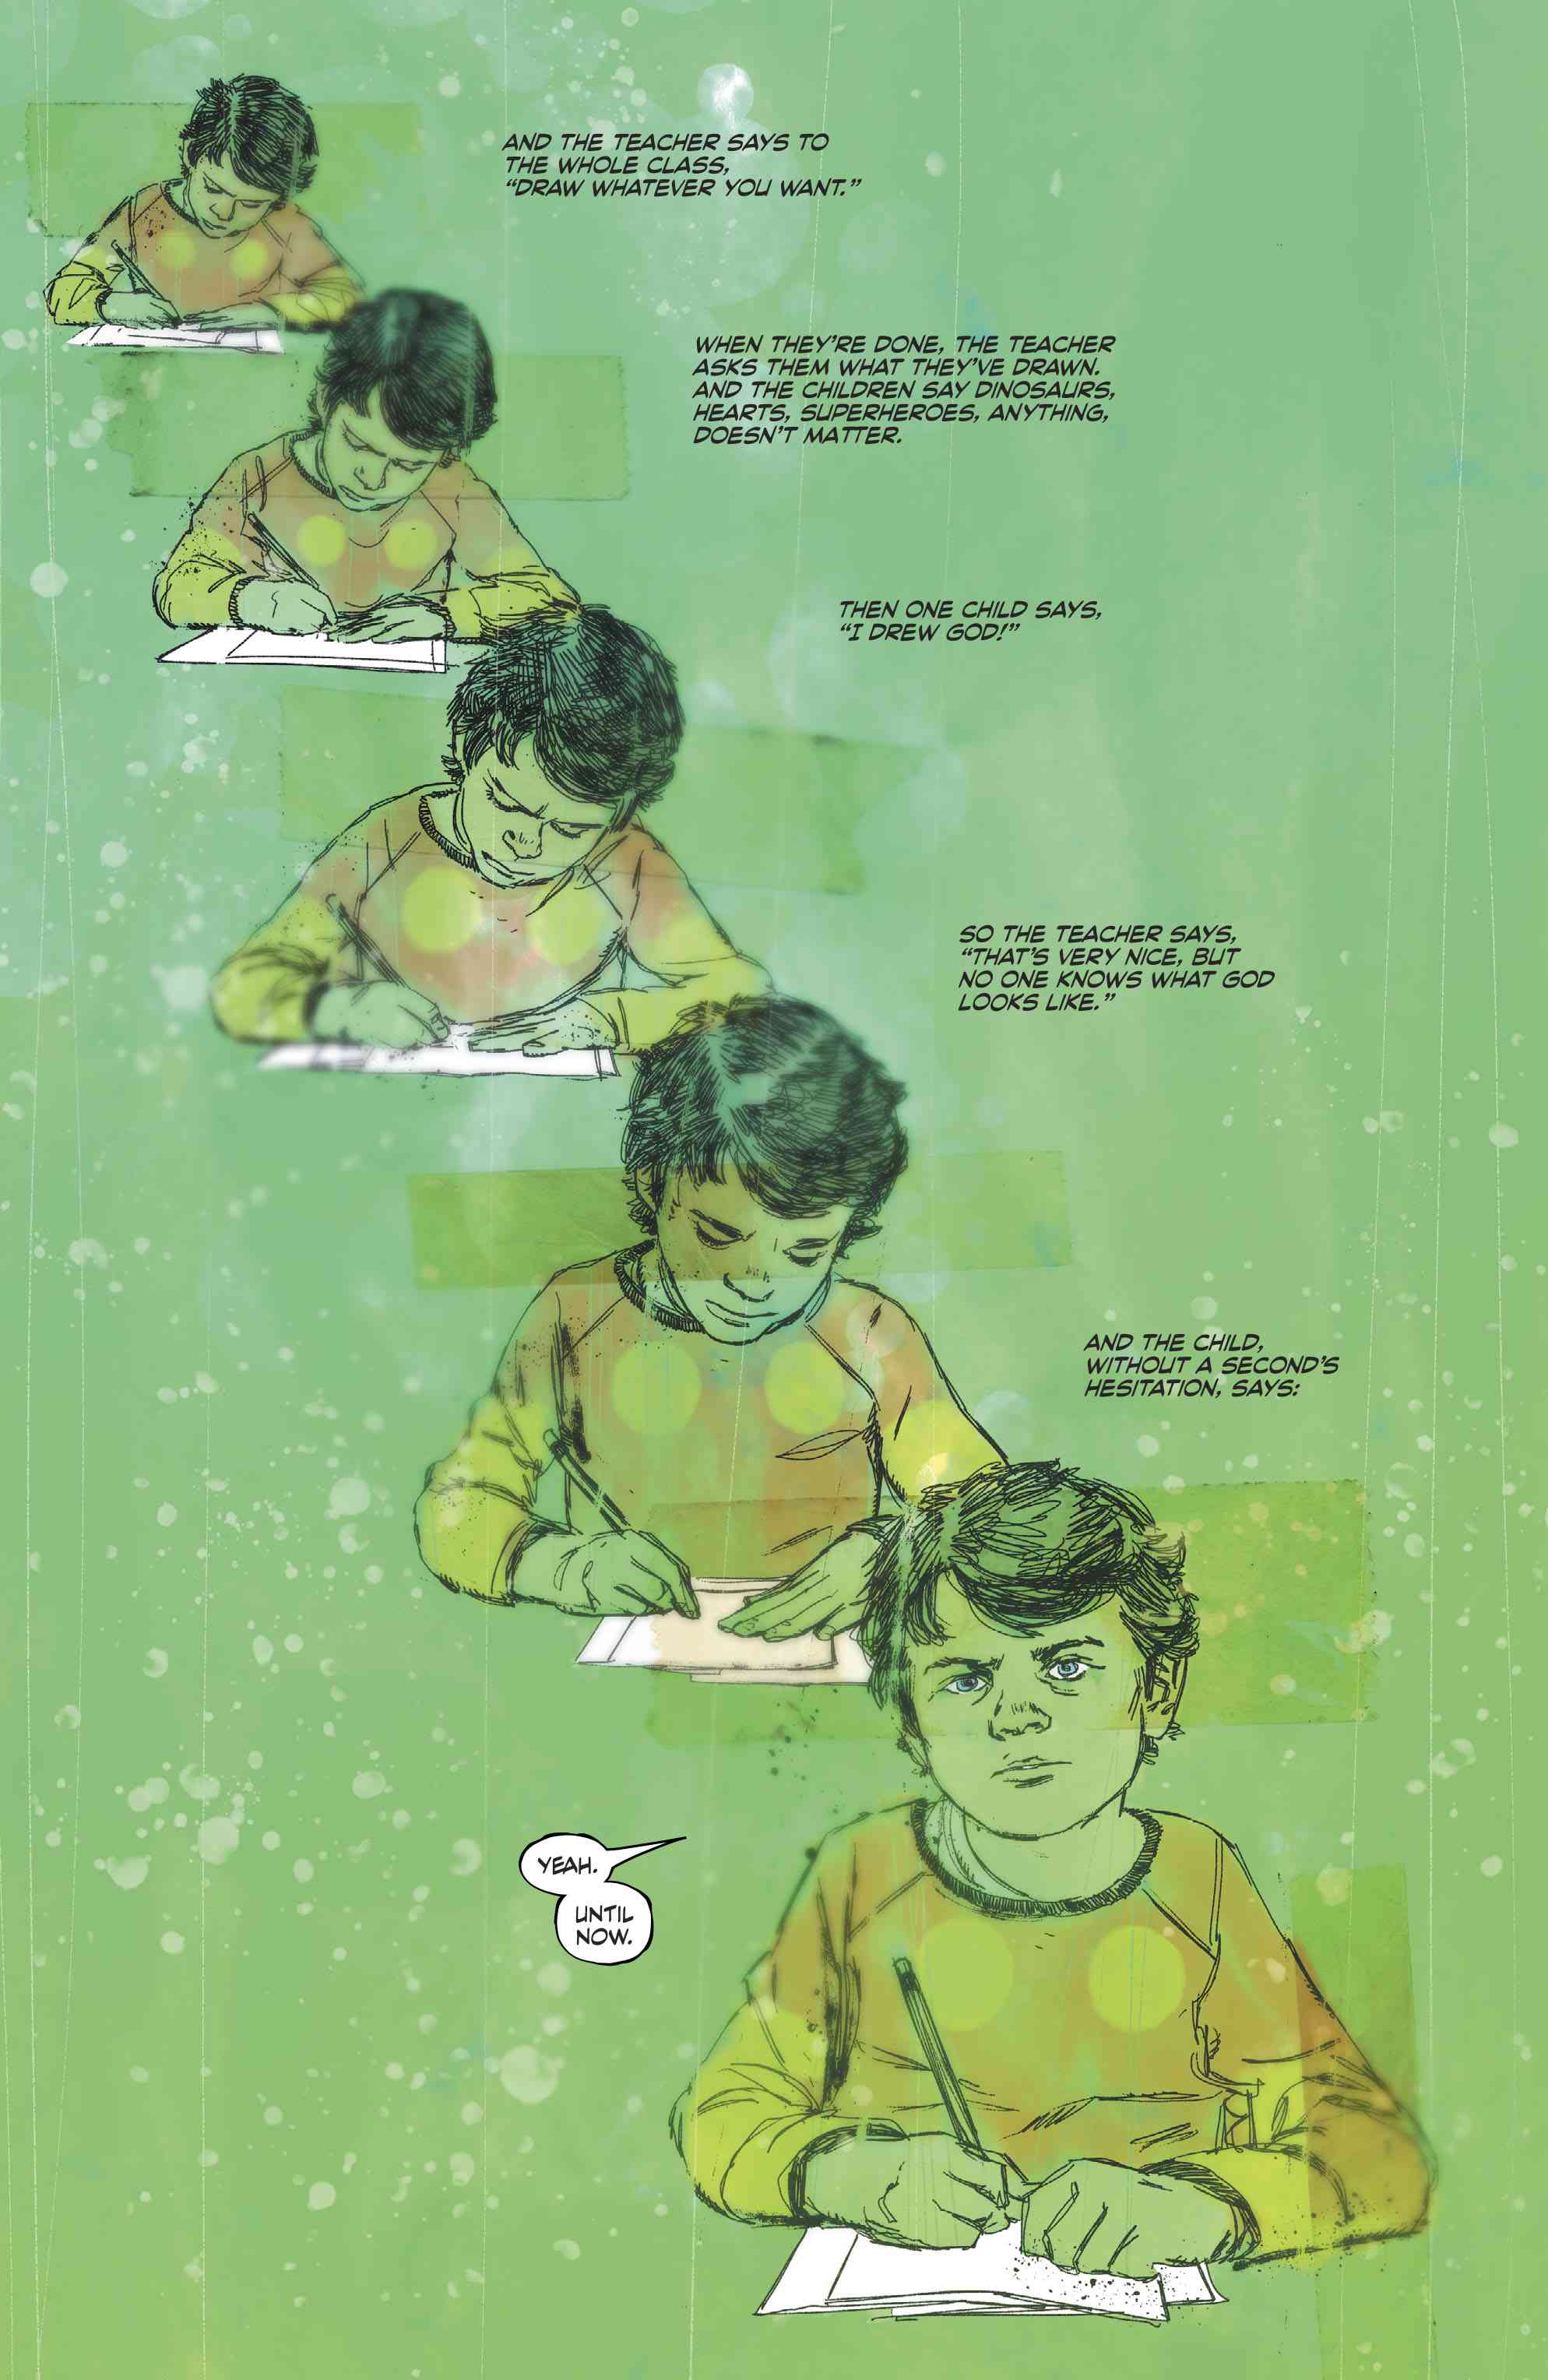 AND THE TEACHER SAYS TO
THE WHOLE CLASS,
“DRAW WHATEVER YOU WANT.”
WHEN THEY’RE DONE, THE TEACHER
ASKS THEM WHAT THEY’VE DRAWN.
AND THE CHILDREN SAY DINOSAURS,
HEARTS, SUPERHEROES, ANYTHING,
DOESN’T MATTER.
THEN ONE CHILD SAYS,
“I DREW GOD!”
SO THE TEACHER SAYS,
“THAT’S VERY NICE, BUT
NO ONE KNOWS WHAT GOD
LOOKS LIKE.”
AND THE CHILD,
WITHOUT A SECOND’S
HESITATION, SAYS:
YEAH.
UNTIL
NOW.